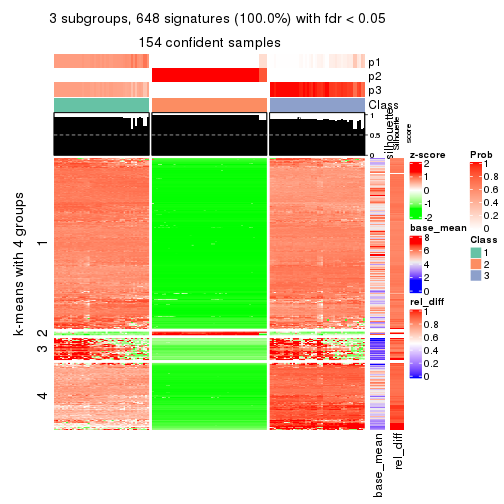 3 subgroups, 648 signatures (100.0%) with fdr < 0.05
154 confident samples
p1
p2
p3
Class
1
0.5
0
silhouette
Silhouette
score
k-means with 4 groups
1
2
3
4
base_mean
rel_diff
z-score
2
1
0
-1
-2
base_mean
8
6
4
2
0
rel_diff
1
0.8
0.6
0.4
0.2
0
Prob
1
0.8
0.6
0.4
0.2
0
Class
1
2
3